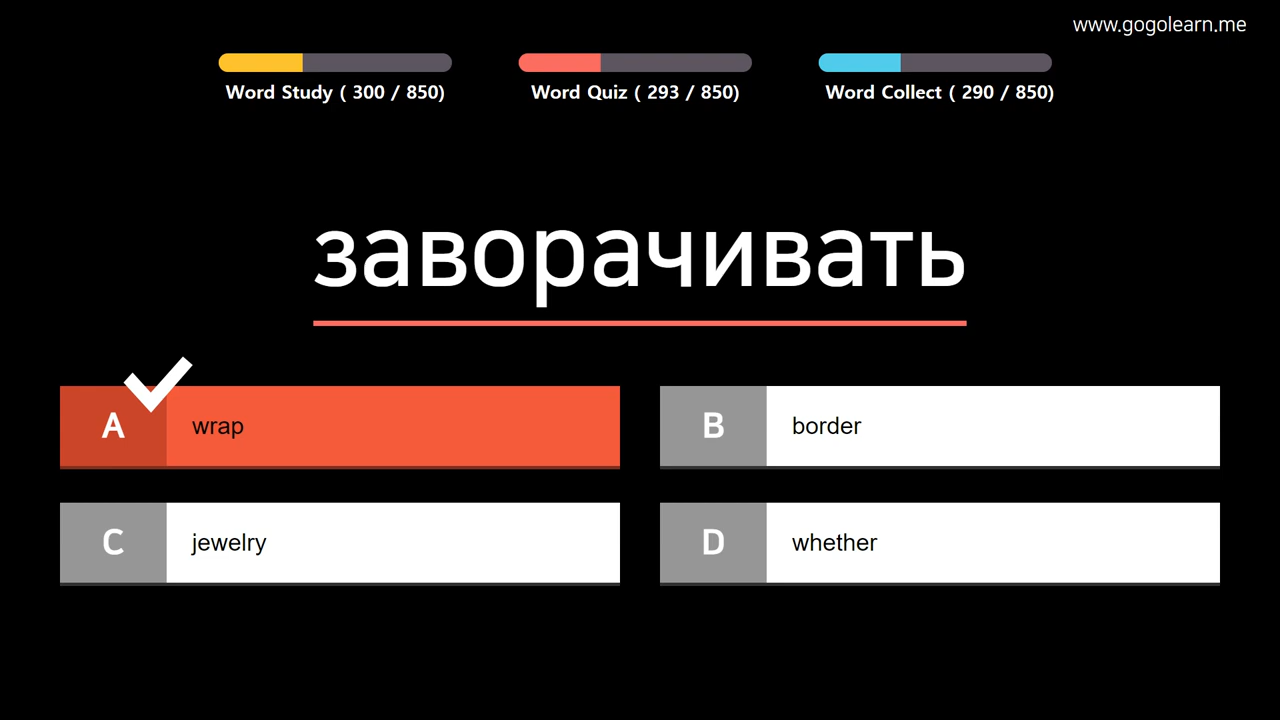 www.gogolearn.me
Word Study ( 300 / 850)
Word Quiz ( 293 / 850)
Word Collect ( 290 / 850)
заворачивать
A wrap
B border
C jewelry
D whether